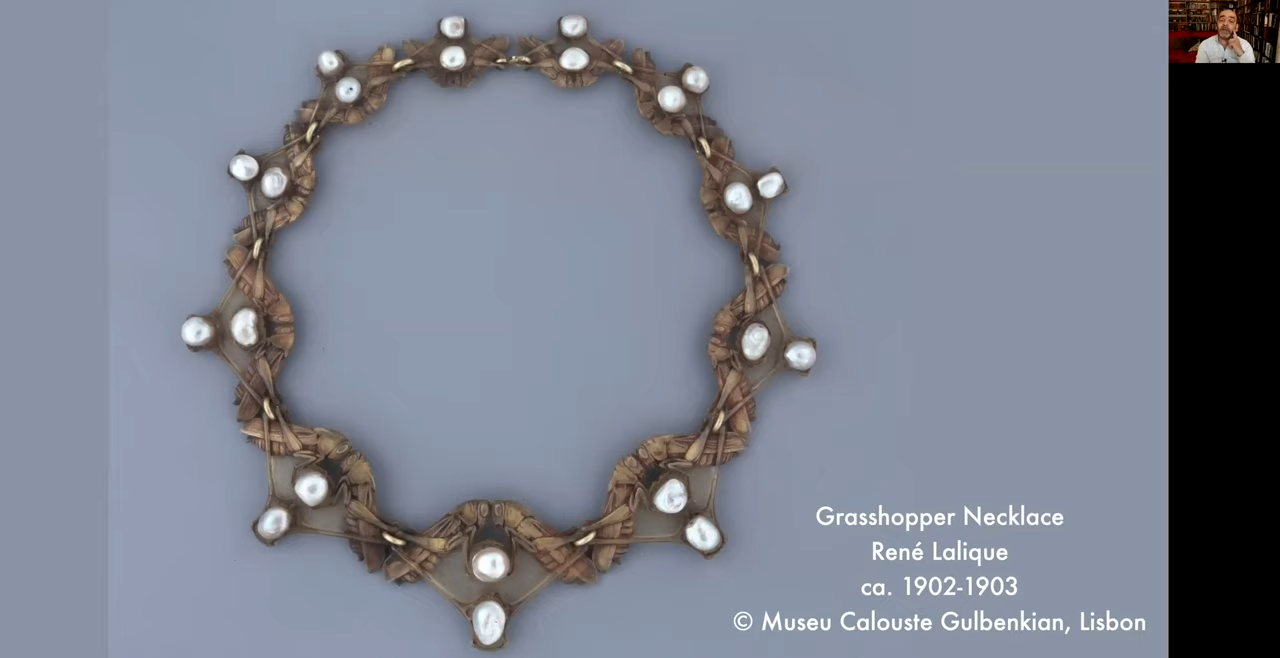 Grasshopper Necklace
René Lalique
ca. 1902-1903
© Museu Calouste Gulbenkian, Lisbon